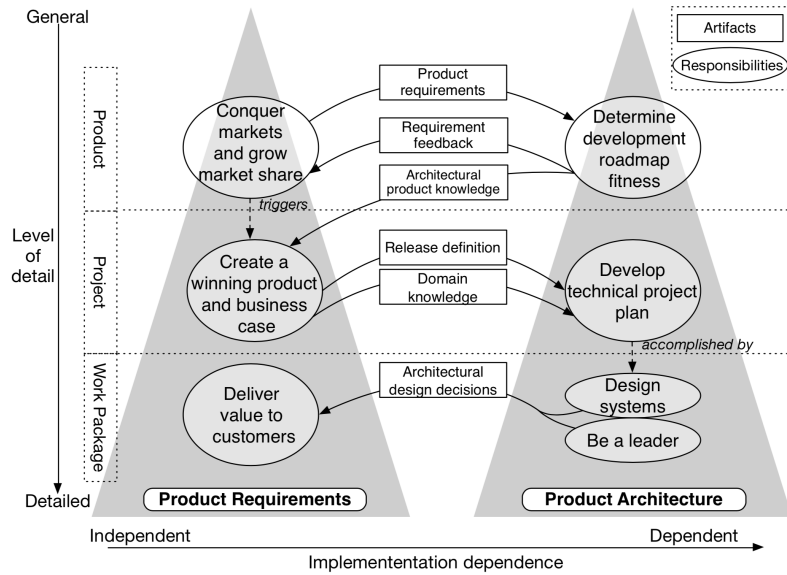 General
Artifacts
Responsibilities
Product
Conquer
markets
and grow
market share
Product
requirements
Requirement
feedback
Architectural
product knowledge
Determine
development
roadmap
fitness
triggers
Level
of
detail
Project
Create a
winning product
and business
case
Release definition
Domain
knowledge
Develop
technical project
plan
accomplished by
Work Package
Deliver
value to
customers
Architectural
design decisions
Design
systems
Be a leader
Detailed
Product Requirements
Product Architecture
Independent
Dependent
Implemententation dependence